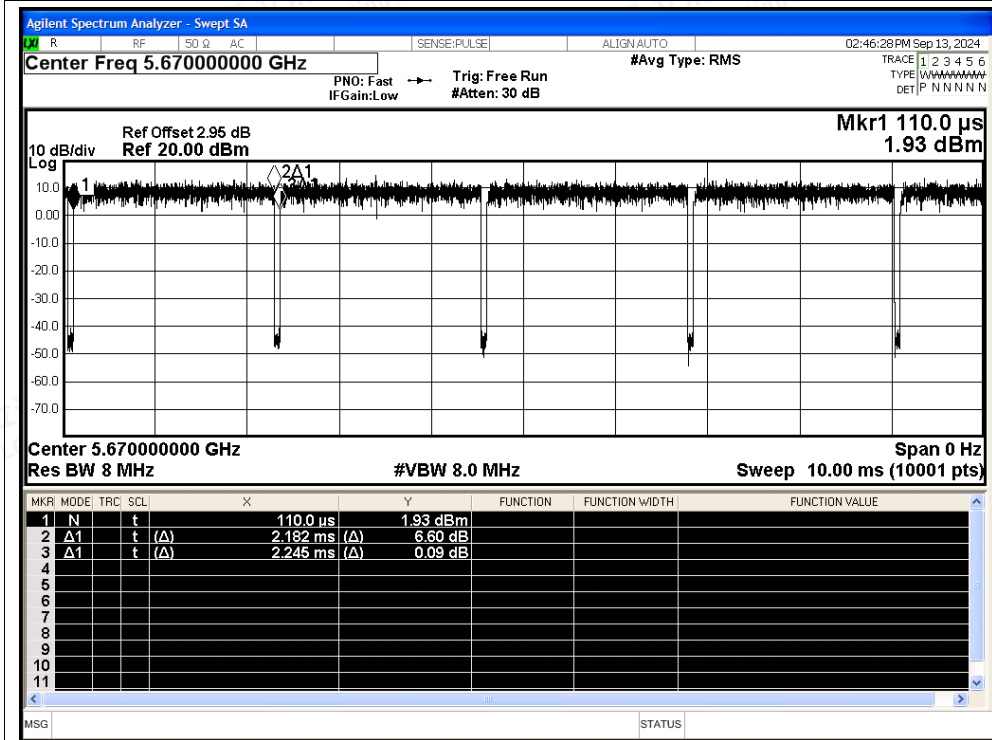 Agilent Spectrum Analyzer - Swept SA
LXI R RF 50 Ω AC SENSE:PULSE ALIGN AUTO 02:46:28 PM Sep 13, 2024
Center Freq 5.670000000 GHz #Avg Type: RMS TRACE 1 2 3 4 5 6
PNO: Fast Trig: Free Run TYPE
IFGain:Low #Atten: 30 dB DET P N N N N N
Mkr1 110.0 µs
Ref Offset 2.95 dB
10 dB/div Ref 20.00 dBm 1.93 dBm
Log
2Δ1
10.0 1
0.00
-10.0
-20.0
-30.0
-40.0
-50.0
-60.0
-70.0
Center 5.670000000 GHz Span 0 Hz
Res BW 8 MHz #VBW 8.0 MHz Sweep 10.00 ms (10001 pts)
MKR MODE TRC SCL X Y FUNCTION FUNCTION WIDTH FUNCTION VALUE
1 N t 110.0 µs 1.93 dBm
2 Δ1 t (Δ) 2.182 ms (Δ) 6.60 dB
3 Δ1 t (Δ) 2.245 ms (Δ) 0.09 dB
4
5
6
7
8
9
10
11
MSG STATUS